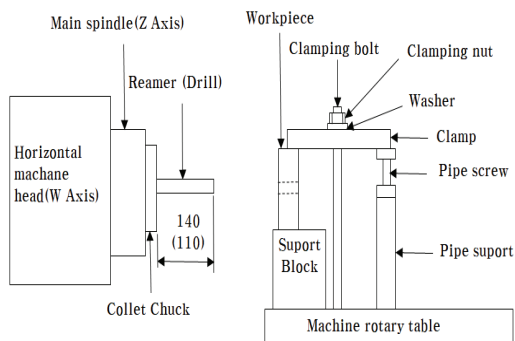 Main spindle(Z Axis)
Reamer (Drill)
Horizontal
machane
head(W Axis)
140
(110)
Collet Chuck
Workpiece
Clamping bolt
Clamping nut
Washer
Clamp
Pipe screw
Suport
Block
Pipe suport
Machine rotary table